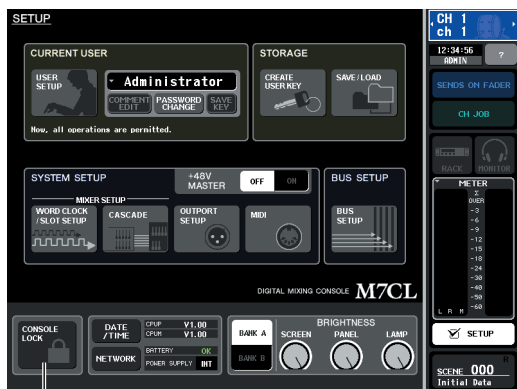 SETUP
CURRENT USER
USER
SETUP
Administrator
COMMENT
EDIT
PASSWORD
CHANGE
SAVE
KEY
Now, all operations are permitted.
STORAGE
CREATE
USER KEY
SAVE/LOAD
SYSTEM SETUP
+48V
MASTER
OFF
ON
MIXER SETUP
WORD CLOCK
/SLOT SETUP
CASCADE
OUTPORT
SETUP
MIDI
BUS SETUP
BUS
SETUP
DIGITAL MIXING CONSOLE M7CL
CONSOLE
LOCK
DATE
/TIME
CPUP V1.00
CPUM V1.00
NETWORK
BATTERY OK
POWER SUPPLY INT
BANK A
BANK B
BRIGHTNESS
SCREEN
PANEL
LAMP
CH 1
ch 1
12:34:56
ADMIN
?
SENDS ON FADER
CH JOB
RACK
MONITOR
METER
Σ
OVER
-3
-6
-9
-12
-15
-18
-24
-30
-40
-50
-60
L R M
SETUP
R
SCENE 000
Initial Data